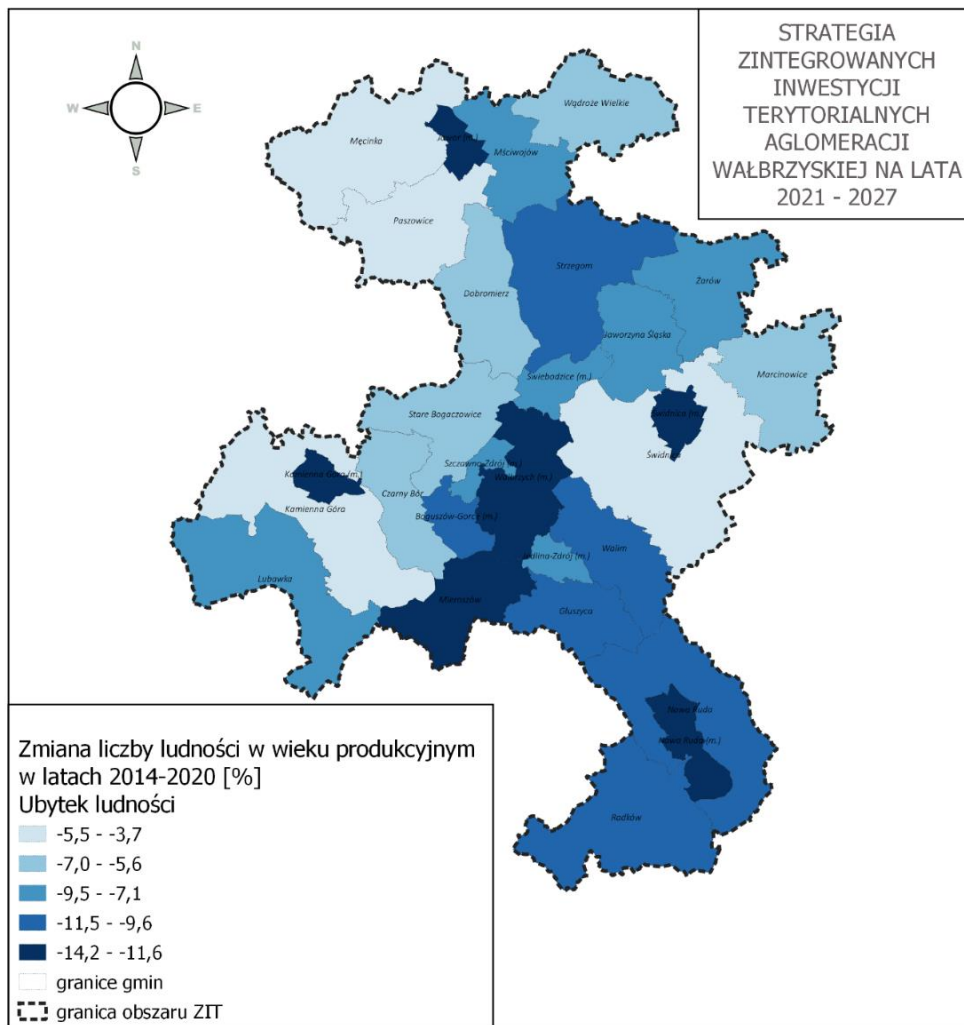 STRATEGIA
ZINTEGROWANYCH
INWESTYCJI
TERYTORIALNYCH
AGLOMERACJI
WAŁBRZYSKIEJ NA LATA
2021 - 2027
N
W
E
S
Wądroże Wielkie
Męcinka
Jawor (m.)
Mściwojów
Paszowice
Strzegom
Żarów
Dobromierz
Jaworzyna Śląska
Świebodzice (m.)
Marcinowice
Stare Bogaczowice
Świdnica (m.)
Świdnica
Szczawno-Zdrój (m.)
Kamienna Góra (m.)
Wałbrzych (m.)
Czarny Bór
Kamienna Góra
Boguszów-Gorce (m.)
Walim
Jedlina-Zdrój (m.)
Lubawka
Mieroszów
Głuszyca
Nowa Ruda
Nowa Ruda (m.)
Radków
Zmiana liczby ludności w wieku produkcyjnym
w latach 2014-2020 [%]
Ubytek ludności
-5,5 - -3,7
-7,0 - -5,6
-9,5 - -7,1
-11,5 - -9,6
-14,2 - -11,6
granice gmin
granica obszaru ZIT